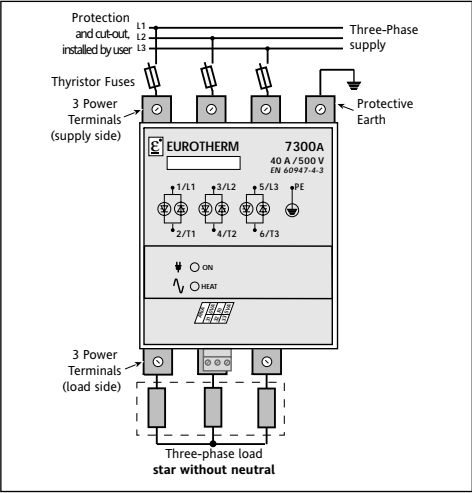 Protection
and cut-out,
installed by user
L1
L2
L3
Three-Phase
supply
Thyristor Fuses
3 Power
Terminals
(supply side)
Protective
Earth
ε EUROTHERM
7300A
40 A / 500 V
EN 60947-4-3
1/L1
3/L2
5/L3
PE
2/T1
4/T2
6/T3
ON
HEAT
3 Power
Terminals
(load side)
Three-phase load
star without neutral